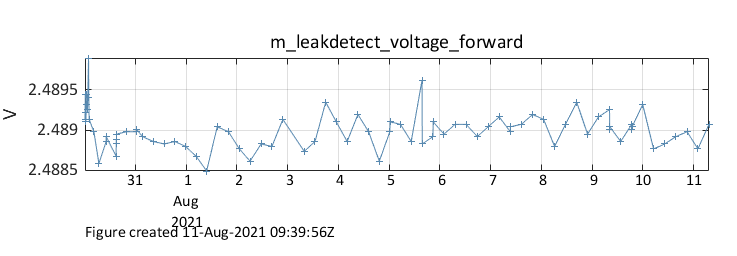 m_leakdetect_voltage_forward
V
2.4895
2.489
2.4885
31 1 2 3 4 5 6 7 8 9 10 11
Aug
2021
Figure created 11-Aug-2021 09:39:56Z